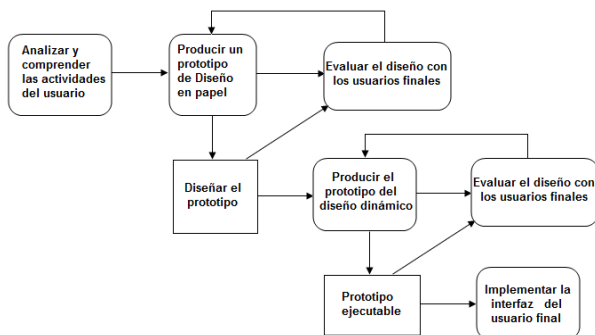 Analizar y
comprender
las actividades
del usuario
Producir un
prototipo
de Diseño
en papel
Evaluar el diseño con
los usuarios finales
Diseñar el
prototipo
Producir el
prototipo del
diseño dinámico
Evaluar el diseño con
los usuarios finales
Prototipo
ejecutable
Implementar la
interfaz del
usuario final